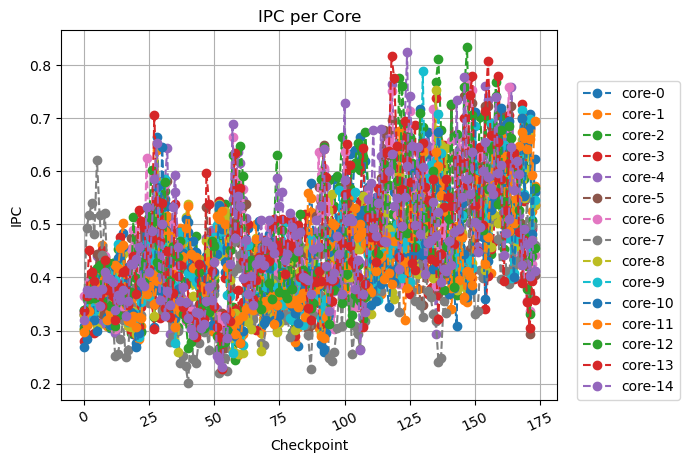 IPC per Core
IPC
0.8
0.7
0.6
0.5
0.4
0.3
0.2
0
25
50
75
100
125
150
175
Checkpoint
core-0
core-1
core-2
core-3
core-4
core-5
core-6
core-7
core-8
core-9
core-10
core-11
core-12
core-13
core-14